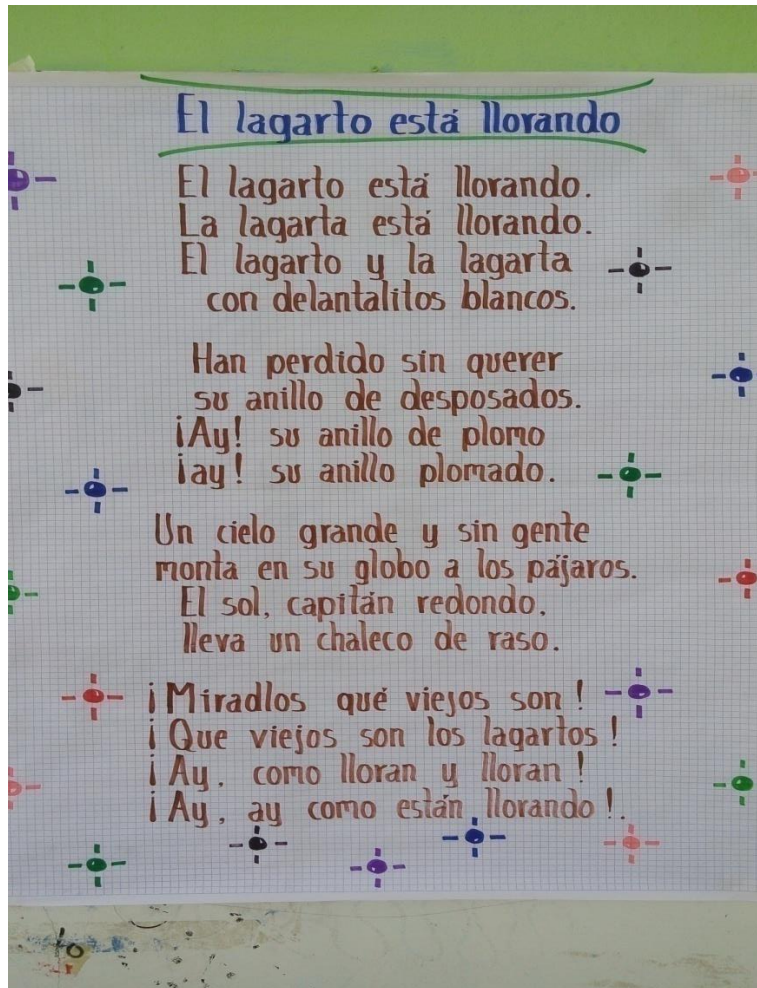 El lagarto está llorando
El lagarto está llorando.
La lagarta está llorando.
El lagarto y la lagarta
con delantalitos blancos.
Han perdido sin querer
su anillo de desposados.
¡Ay! su anillo de plomo
¡ay! su anillo plomado.
Un cielo grande y sin gente
monta en su globo a los pájaros.
El sol, capitán redondo,
lleva un chaleco de raso.
¡Miradlos qué viejos son!
¡Que viejos son los lagartos!
¡Ay, como lloran y lloran!
¡Ay, ay como están llorando!.